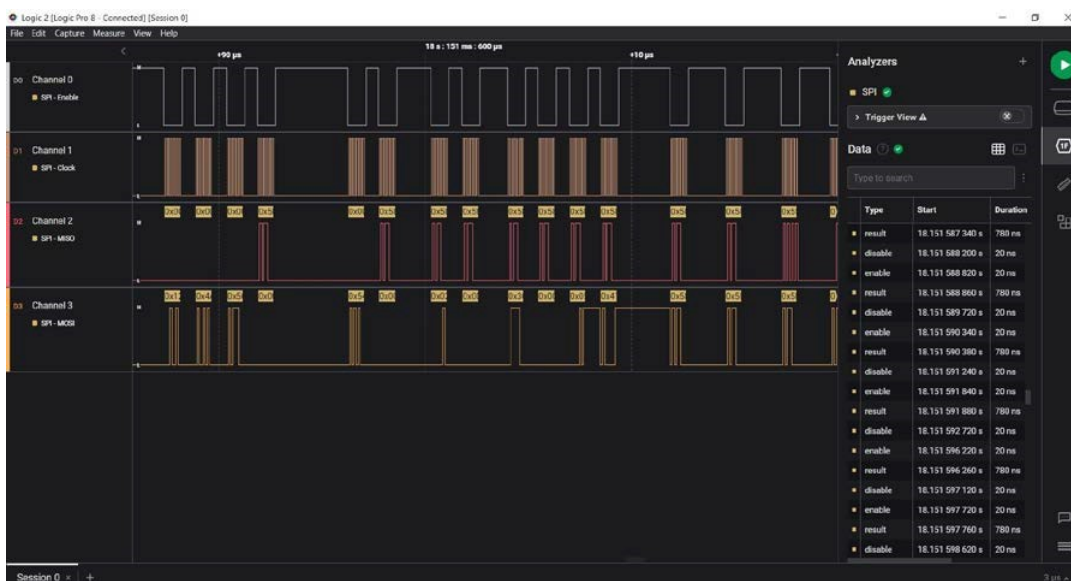 Logic 2 [Logic Pro 8 - Connected] [Session 0]
File Edit Capture Measure View Help
18 s : 151 ms : 600 µs
+90 µs +10 µs
D0 Channel 0
SPI - Enable
D1 Channel 1
SPI - Clock
D2 Channel 2
SPI - MISO
D3 Channel 3
SPI - MOSI
Analyzers +
SPI
> Trigger View
Data
Type to search
Type Start Duration
result 18.151 587 340 s 780 ns
disable 18.151 588 200 s 20 ns
enable 18.151 588 820 s 20 ns
result 18.151 588 860 s 780 ns
disable 18.151 589 720 s 20 ns
enable 18.151 590 340 s 20 ns
result 18.151 590 380 s 780 ns
disable 18.151 591 240 s 20 ns
enable 18.151 591 840 s 20 ns
result 18.151 591 880 s 780 ns
disable 18.151 592 720 s 20 ns
enable 18.151 596 220 s 20 ns
result 18.151 596 260 s 780 ns
disable 18.151 597 120 s 20 ns
enable 18.151 597 720 s 20 ns
result 18.151 597 760 s 780 ns
disable 18.151 598 620 s 20 ns
Session 0 × +
3 µs